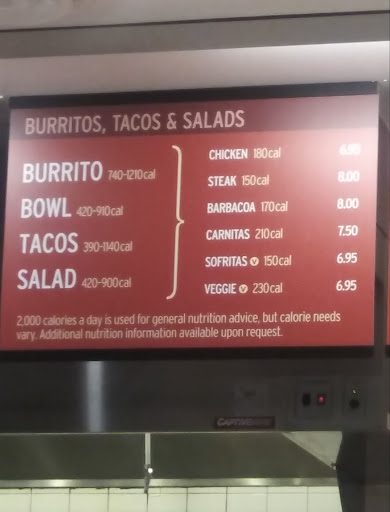 BURRITOS, TACOS & SALADS
BURRITO 740-1210cal
BOWL 420-910cal
TACOS 390-1140cal
SALAD 420-900cal
CHICKEN 180cal 6.95
STEAK 150cal 8.00
BARBACOA 170cal 8.00
CARNITAS 210cal 7.50
SOFRITAS V 150cal 6.95
VEGGIE V 230cal 6.95
2,000 calories a day is used for general nutrition advice, but calorie needs
vary. Additional nutrition information available upon request.